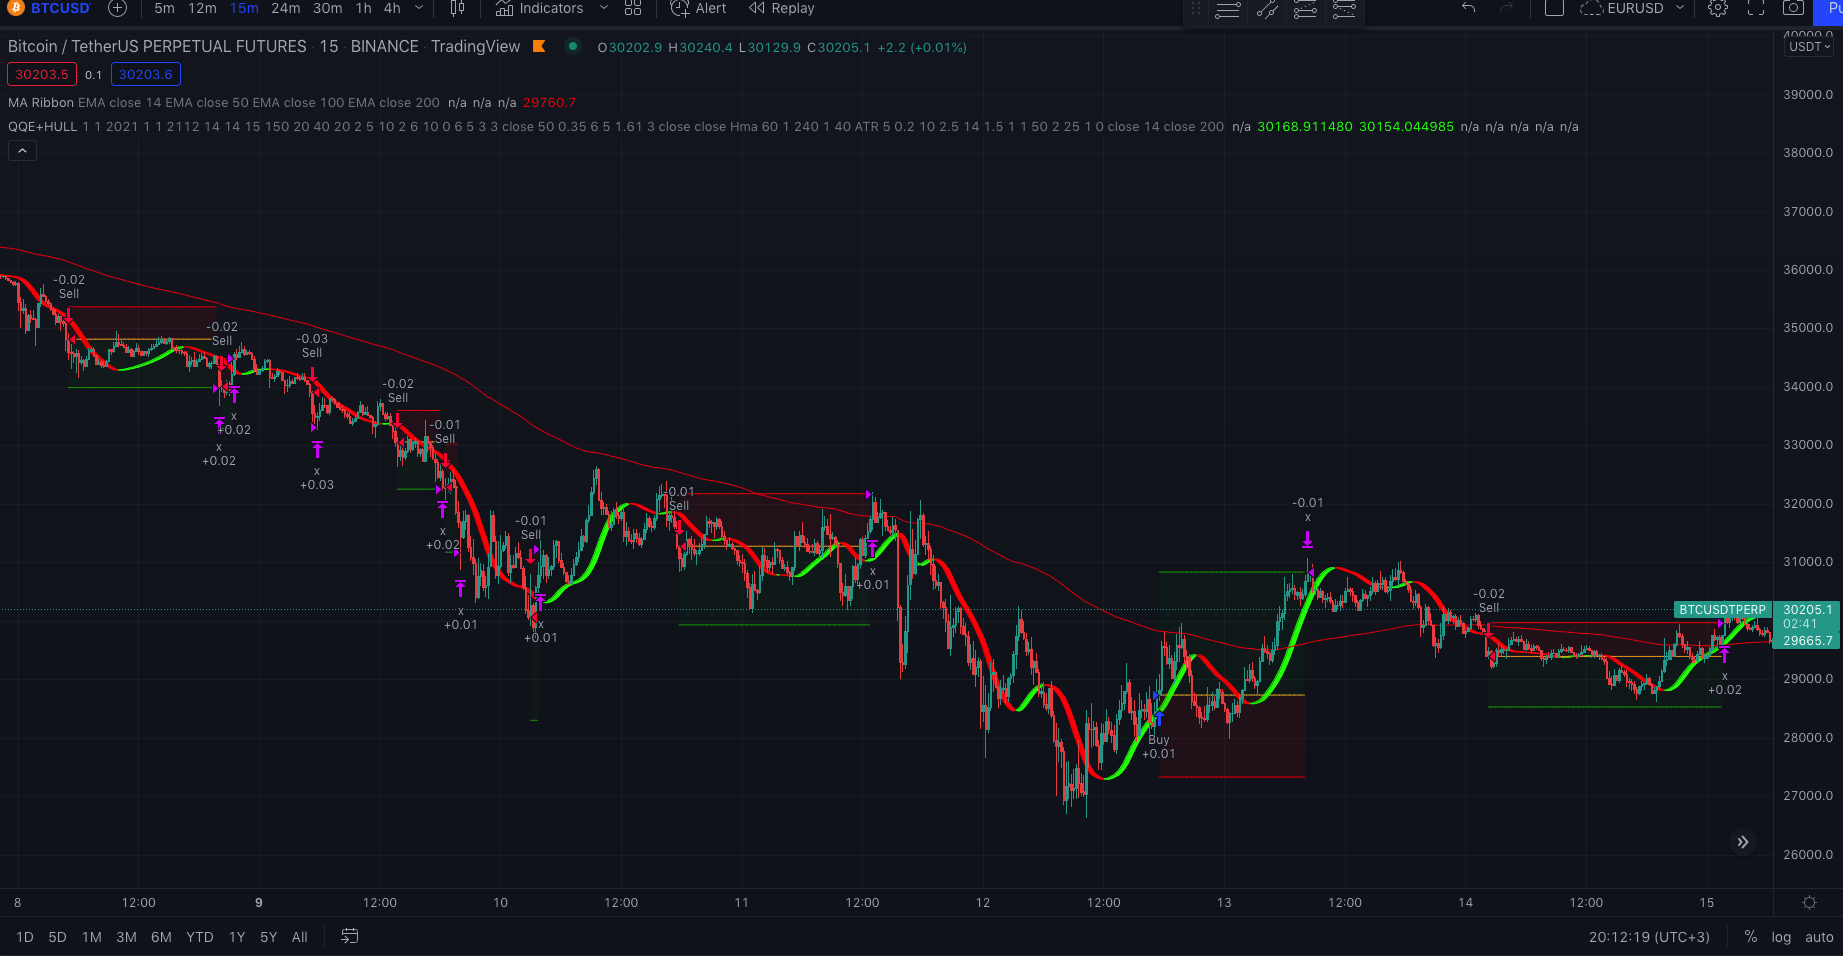 BTCUSD 5m 12m 15m 24m 30m 1h 4h Indicators Alert Replay EURUSD
Bitcoin / TetherUS PERPETUAL FUTURES · 15 · BINANCE · TradingView O30202.9 H30240.4 L30129.9 C30205.1 +2.2 (+0.01%)
USDT
30203.5 0.1 30203.6
MA Ribbon EMA close 14 EMA close 50 EMA close 100 EMA close 200 n/a n/a n/a 29760.7
QQE+HULL 1 1 2021 1 1 2112 14 14 15 150 20 40 20 2 5 10 2 6 10 0 6 5 3 3 close 50 0.35 6 5 1.61 3 close close Hma 60 1 240 1 40 ATR 5 0.2 10 2.5 14 1.5 1 1 50 2 25 1 0 close 14 close 200 n/a 30168.911480 30154.044985 n/a n/a n/a n/a n/a
40000.0
39000.0
38000.0
37000.0
36000.0
35000.0
34000.0
33000.0
32000.0
31000.0
BTCUSDTPERP 30205.1
02:41
29665.7
29000.0
28000.0
27000.0
26000.0
-0.02
Sell
-0.02
Sell
x
+0.02
x
+0.02
-0.03
Sell
x
+0.03
-0.02
Sell
-0.01
Sell
x
+0.02
x
+0.01
-0.01
Sell
x
+0.01
-0.01
Sell
x
+0.01
Buy
+0.01
-0.01
x
-0.02
Sell
x
+0.02
8 12:00 9 12:00 10 12:00 11 12:00 12 12:00 13 12:00 14 12:00 15
1D 5D 1M 3M 6M YTD 1Y 5Y All 20:12:19 (UTC+3) % log auto